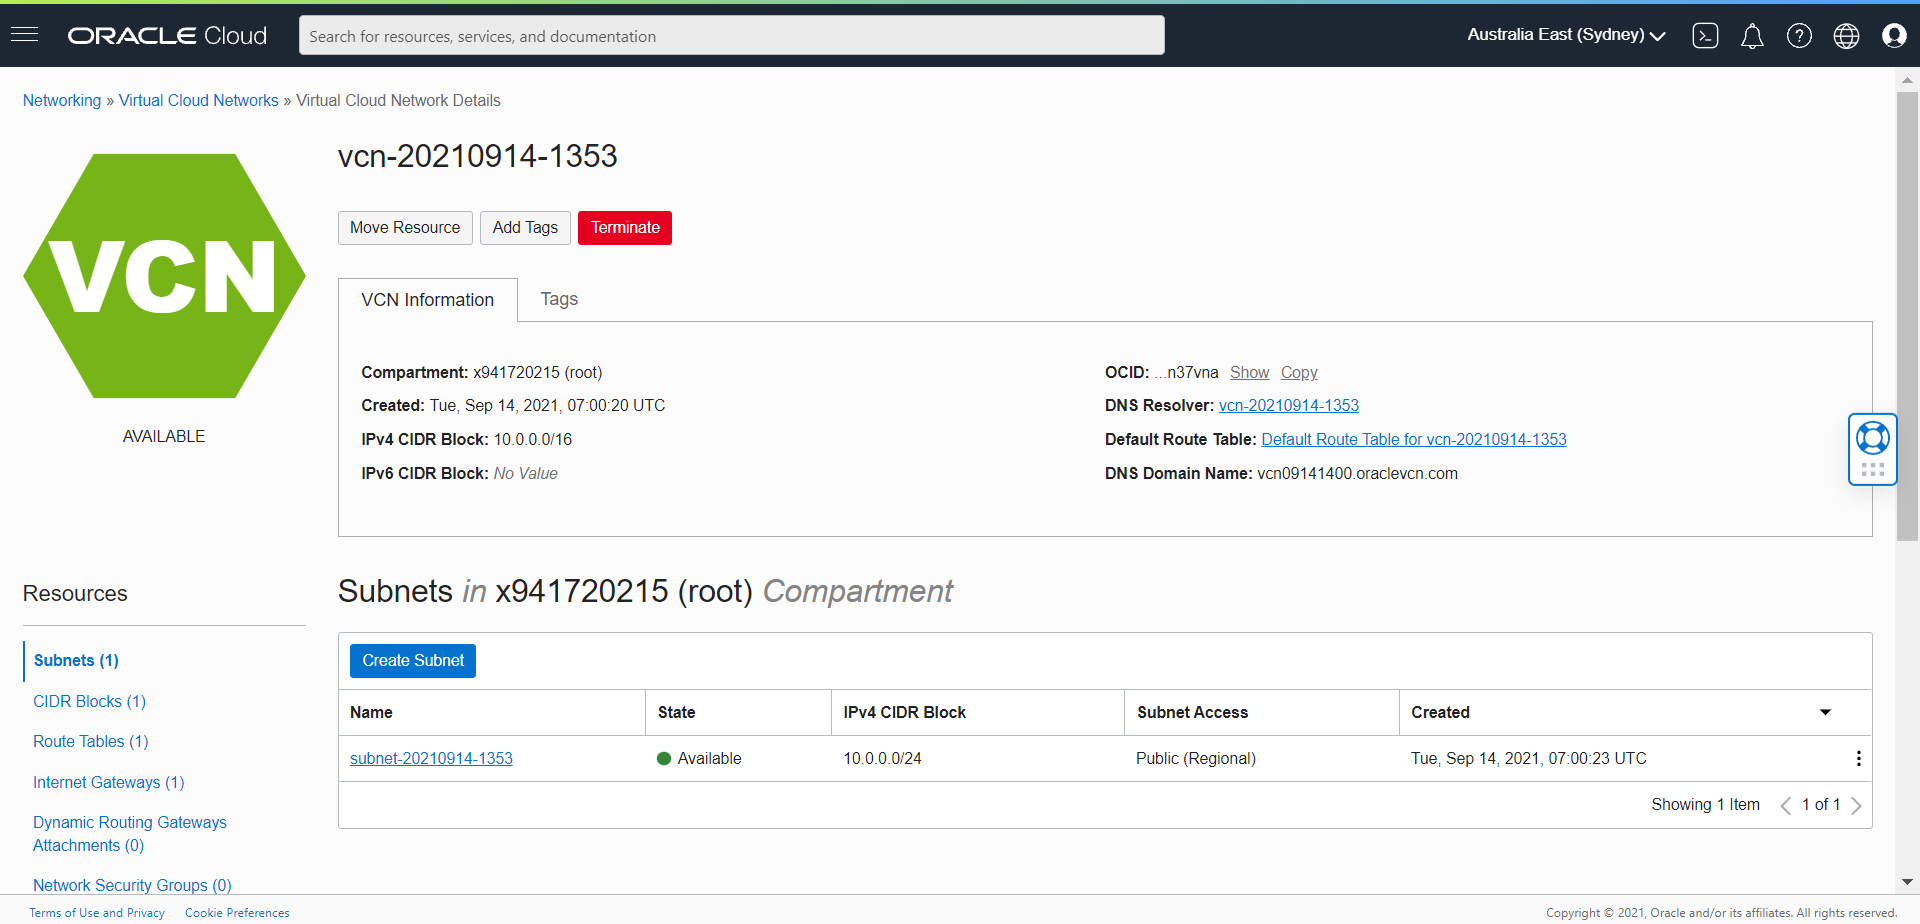 ORACLE Cloud
Search for resources, services, and documentation
Australia East (Sydney)
Networking » Virtual Cloud Networks » Virtual Cloud Network Details
VCN
AVAILABLE
vcn-20210914-1353
Move Resource
Add Tags
Terminate
VCN Information
Tags
Compartment: x941720215 (root)
Created: Tue, Sep 14, 2021, 07:00:20 UTC
IPv4 CIDR Block: 10.0.0.0/16
IPv6 CIDR Block: No Value
OCID: ...n37vna Show Copy
DNS Resolver: vcn-20210914-1353
Default Route Table: Default Route Table for vcn-20210914-1353
DNS Domain Name: vcn09141400.oraclevcn.com
Resources
Subnets (1)
CIDR Blocks (1)
Route Tables (1)
Internet Gateways (1)
Dynamic Routing Gateways
Attachments (0)
Network Security Groups (0)
Subnets in x941720215 (root) Compartment
Create Subnet
Name State IPv4 CIDR Block Subnet Access Created
subnet-20210914-1353 Available 10.0.0.0/24 Public (Regional) Tue, Sep 14, 2021, 07:00:23 UTC
Showing 1 Item 1 of 1
Terms of Use and Privacy Cookie Preferences
Copyright © 2021, Oracle and/or its affiliates. All rights reserved.